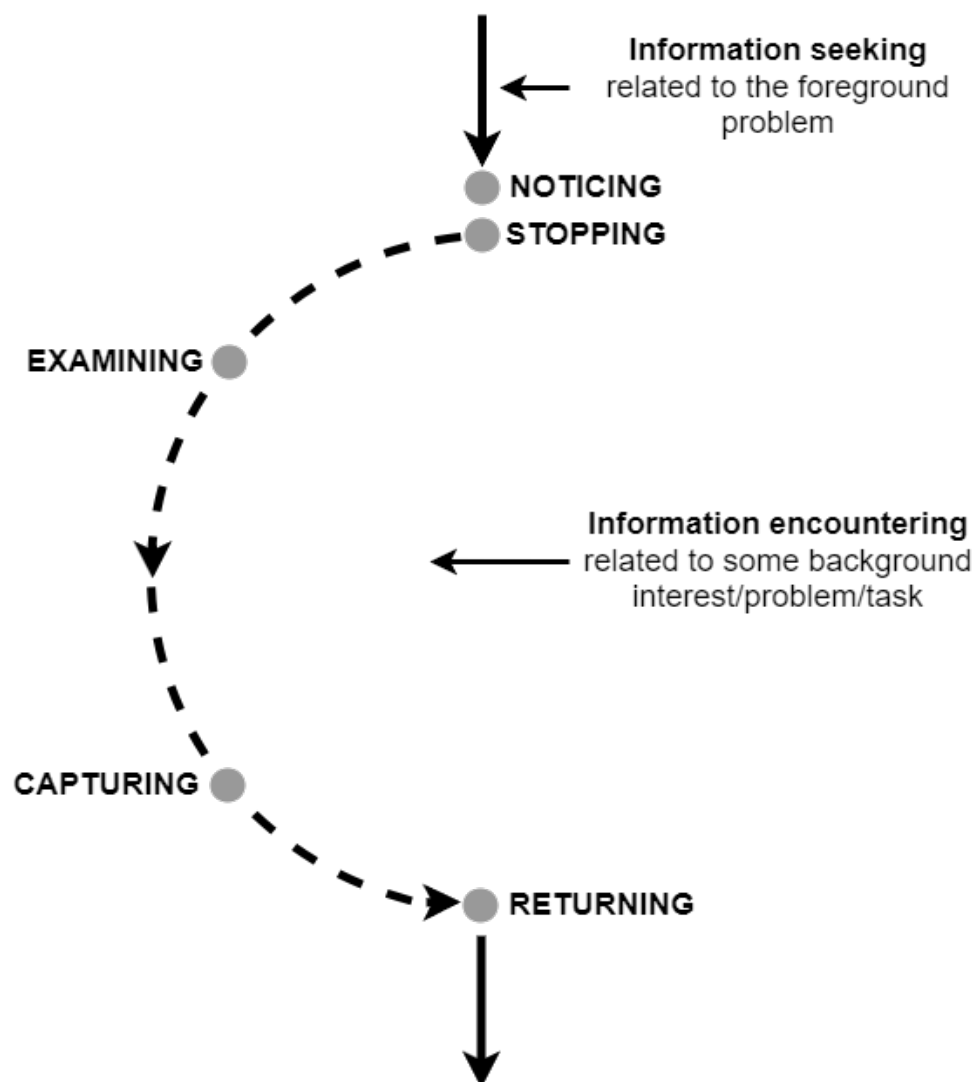 Information seeking
related to the foreground
problem
NOTICING
STOPPING
EXAMINING
Information encountering
related to some background
interest/problem/task
CAPTURING
RETURNING